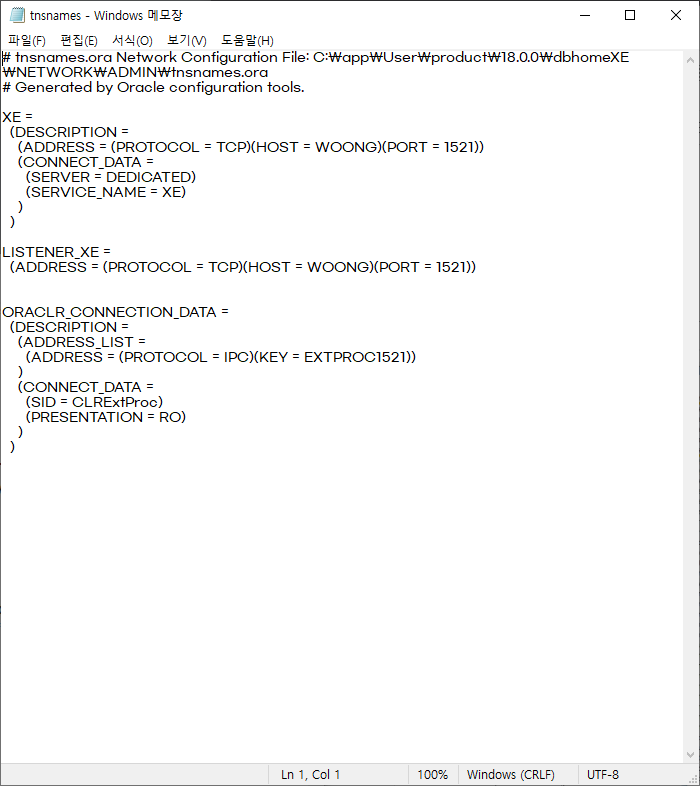 tnsnames - Windows 메모장
파일(F) 편집(E) 서식(O) 보기(V) 도움말(H)
# tnsnames.ora Network Configuration File: C:₩app₩User₩product₩18.0.0₩dbhomeXE
₩NETWORK₩ADMIN₩tnsnames.ora
# Generated by Oracle configuration tools.

XE =
  (DESCRIPTION =
    (ADDRESS = (PROTOCOL = TCP)(HOST = WOONG)(PORT = 1521))
    (CONNECT_DATA =
      (SERVER = DEDICATED)
      (SERVICE_NAME = XE)
    )
  )

LISTENER_XE =
  (ADDRESS = (PROTOCOL = TCP)(HOST = WOONG)(PORT = 1521))


ORACLR_CONNECTION_DATA =
  (DESCRIPTION =
    (ADDRESS_LIST =
      (ADDRESS = (PROTOCOL = IPC)(KEY = EXTPROC1521))
    )
    (CONNECT_DATA =
      (SID = CLRExtProc)
      (PRESENTATION = RO)
    )
  )
Ln 1, Col 1 100% Windows (CRLF) UTF-8